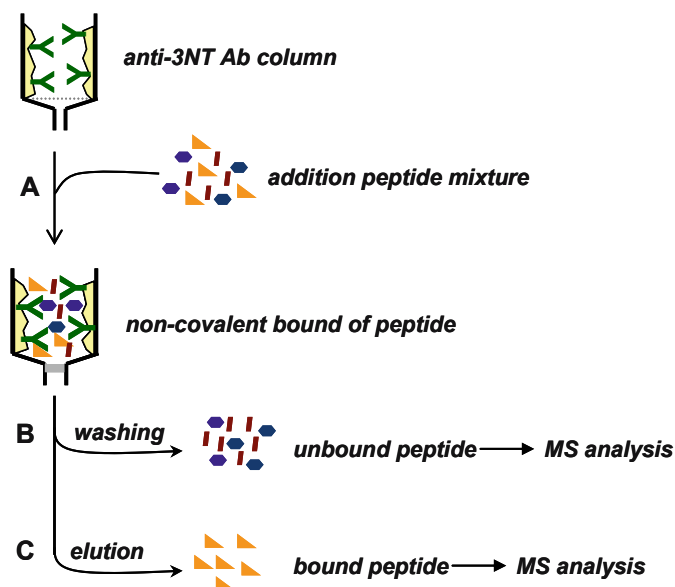 anti-3NT Ab column
A
addition peptide mixture
non-covalent bound of peptide
B washing unbound peptide MS analysis
C elution bound peptide MS analysis